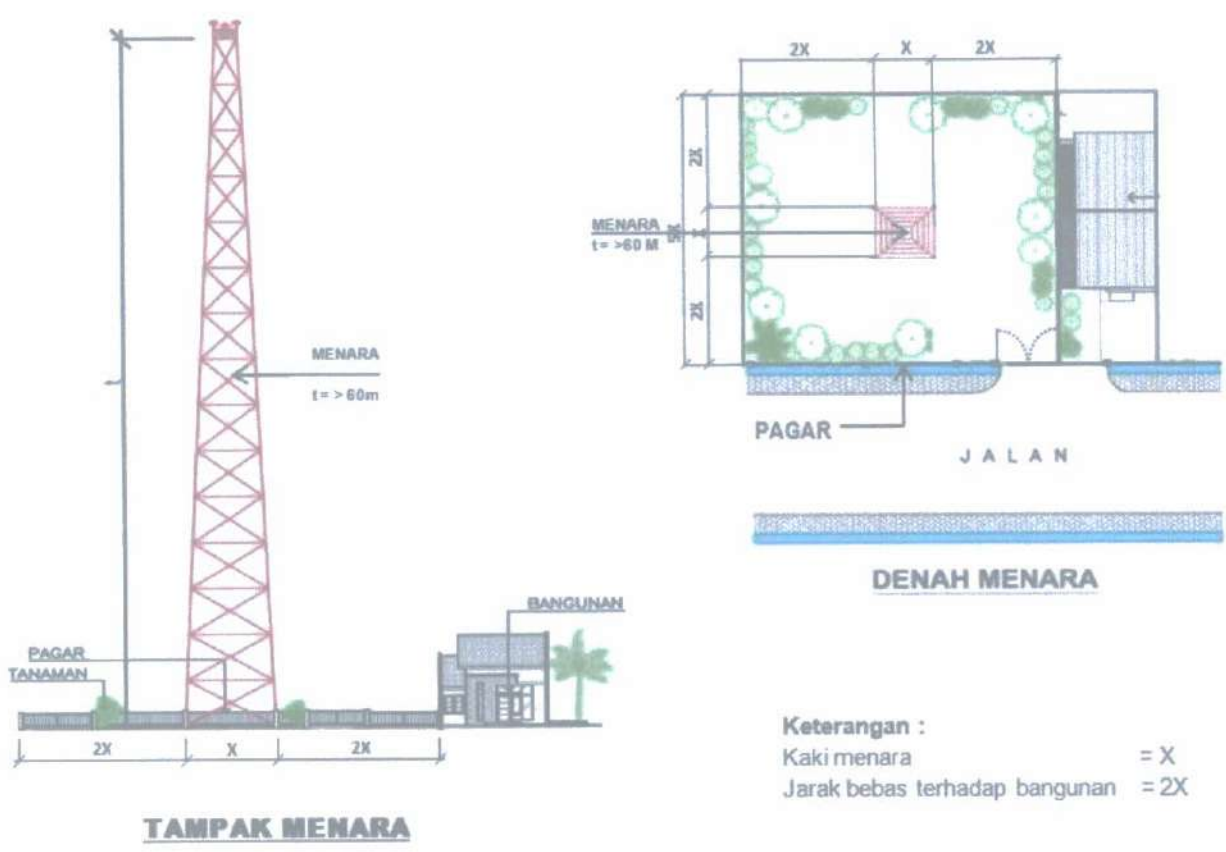 MENARA
t = > 60m
BANGUNAN
PAGAR
TANAMAN
2X
X
2X
TAMPAK MENARA
2X
X
2X
2X
5X
X
2X
MENARA
t = >60 M
PAGAR
J A L A N
DENAH MENARA
Keterangan :
Kaki menara = X
Jarak bebas terhadap bangunan = 2X